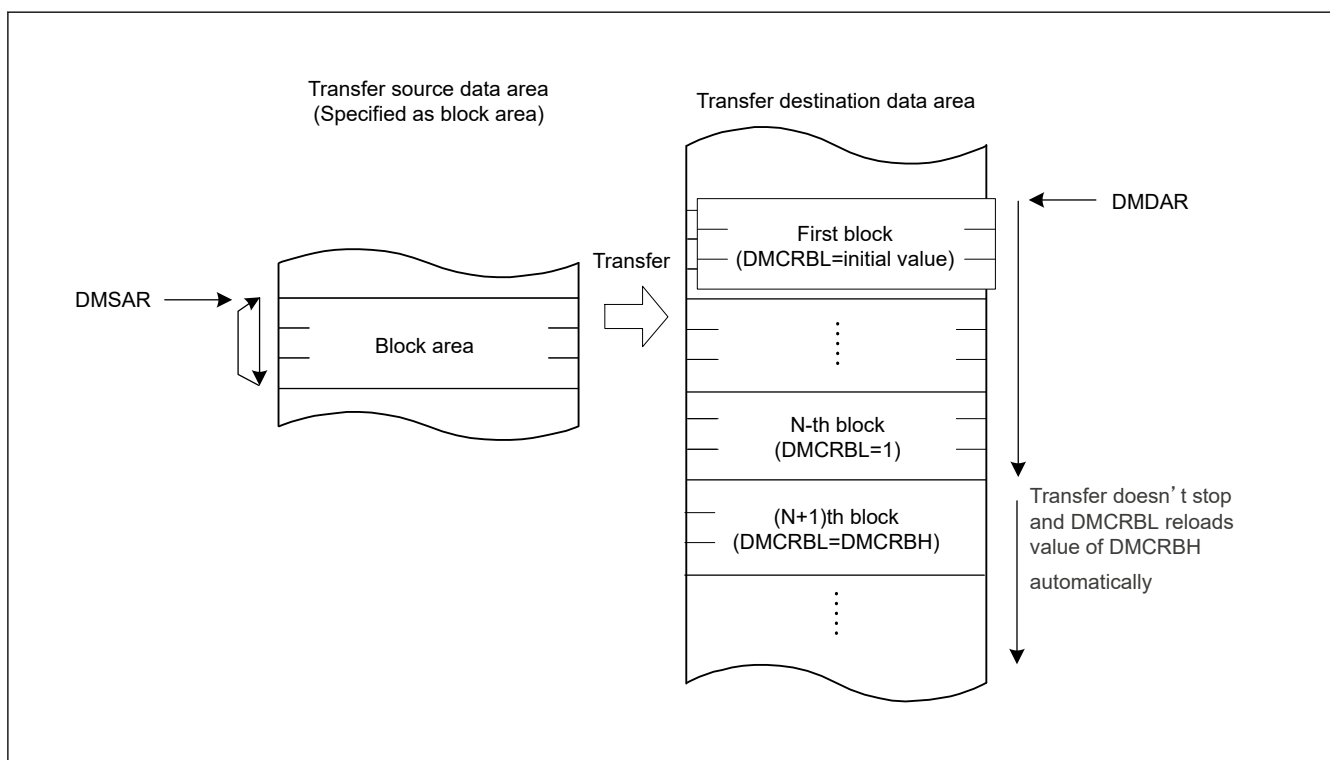 Transfer source data area
(Specified as block area)
Transfer destination data area
DMDAR
First block
(DMCRBL=initial value)
Transfer
DMSAR
Block area
N-th block
(DMCRBL=1)
(N+1)th block
(DMCRBL=DMCRBH)
Transfer doesn’t stop
and DMCRBL reloads
value of DMCRBH
automatically